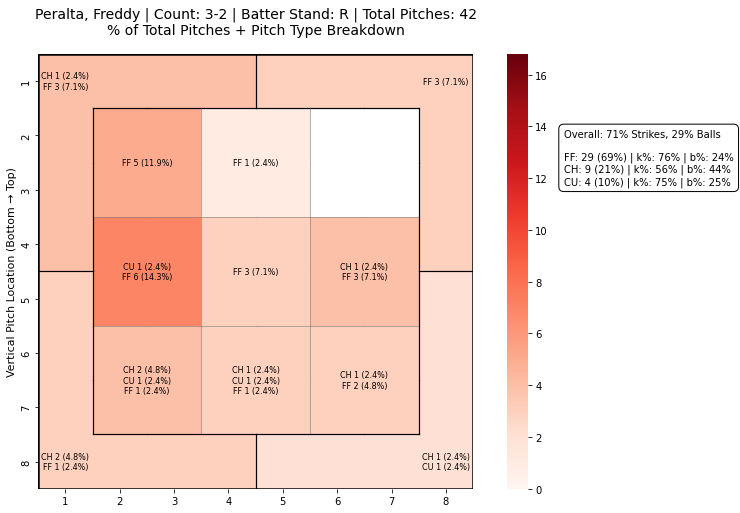 Peralta, Freddy | Count: 3-2 | Batter Stand: R | Total Pitches: 42
% of Total Pitches + Pitch Type Breakdown
CH 1 (2.4%)
FF 3 (7.1%)
FF 3 (7.1%)
FF 5 (11.9%)
FF 1 (2.4%)
CU 1 (2.4%)
FF 6 (14.3%)
FF 3 (7.1%)
CH 1 (2.4%)
FF 3 (7.1%)
CH 2 (4.8%)
CU 1 (2.4%)
FF 1 (2.4%)
CH 1 (2.4%)
CU 1 (2.4%)
FF 1 (2.4%)
CH 1 (2.4%)
FF 2 (4.8%)
CH 2 (4.8%)
FF 1 (2.4%)
CH 1 (2.4%)
CU 1 (2.4%)
Vertical Pitch Location (Bottom → Top)
1
2
3
4
5
6
7
8
1
2
3
4
5
6
7
8
16
14
12
10
8
6
4
2
0
Overall: 71% Strikes, 29% Balls
FF: 29 (69%) | k%: 76% | b%: 24%
CH: 9 (21%) | k%: 56% | b%: 44%
CU: 4 (10%) | k%: 75% | b%: 25%